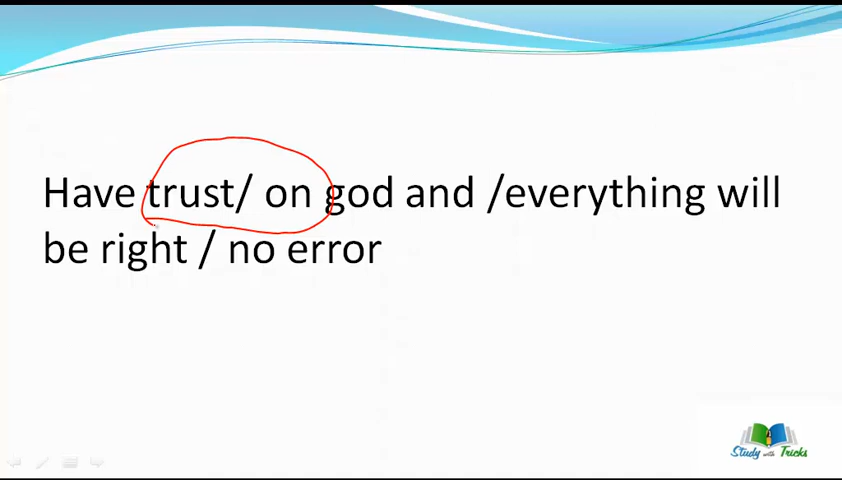 Have trust/ on god and /everything will
be right / no error
Study with Tricks